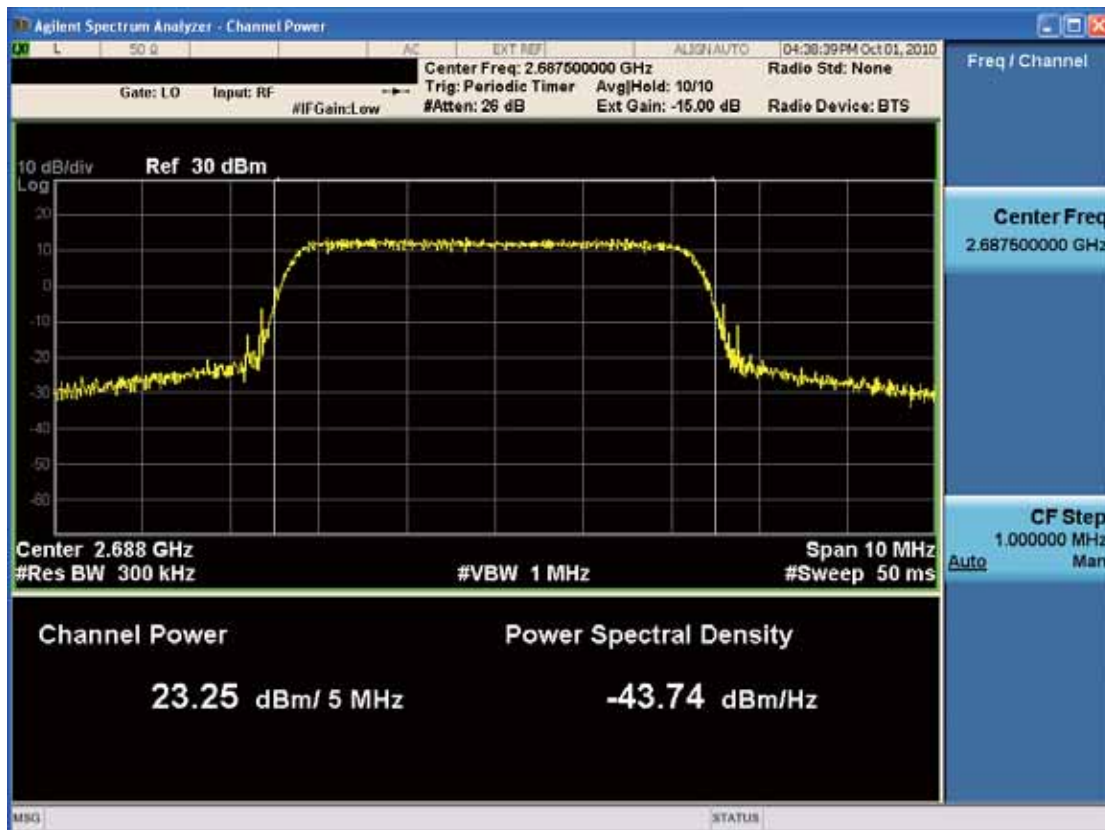 Agilent Spectrum Analyzer - Channel Power
L 50 Ω AC EXT REF ALIGN AUTO 04:38:39 PM Oct 01, 2010
Center Freq: 2.687500000 GHz Radio Std: None
Gate: LO Input: RF Trig: Periodic Timer Avg|Hold: 10/10
#IFGain:Low #Atten: 26 dB Ext Gain: -15.00 dB Radio Device: BTS
Freq / Channel
10 dB/div Ref 30 dBm
Log
20
10
0
-10
-20
-30
-40
-50
-60
Center Freq
2.687500000 GHz
Center 2.688 GHz Span 10 MHz
#Res BW 300 kHz #VBW 1 MHz #Sweep 50 ms
CF Step
1.000000 MHz
Auto Man
Channel Power Power Spectral Density
23.25 dBm/ 5 MHz -43.74 dBm/Hz
MSG STATUS